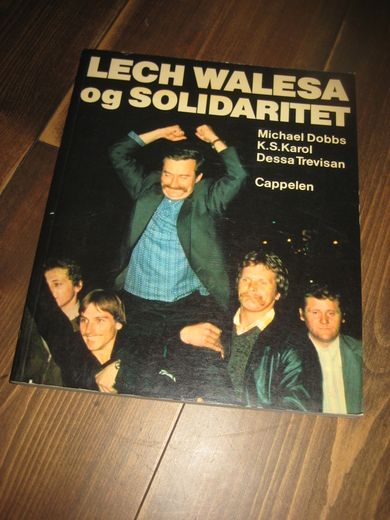 LECH WALESA
og SOLIDARITET
Michael Dobbs
K.S.Karol
Dessa Trevisan
Cappelen